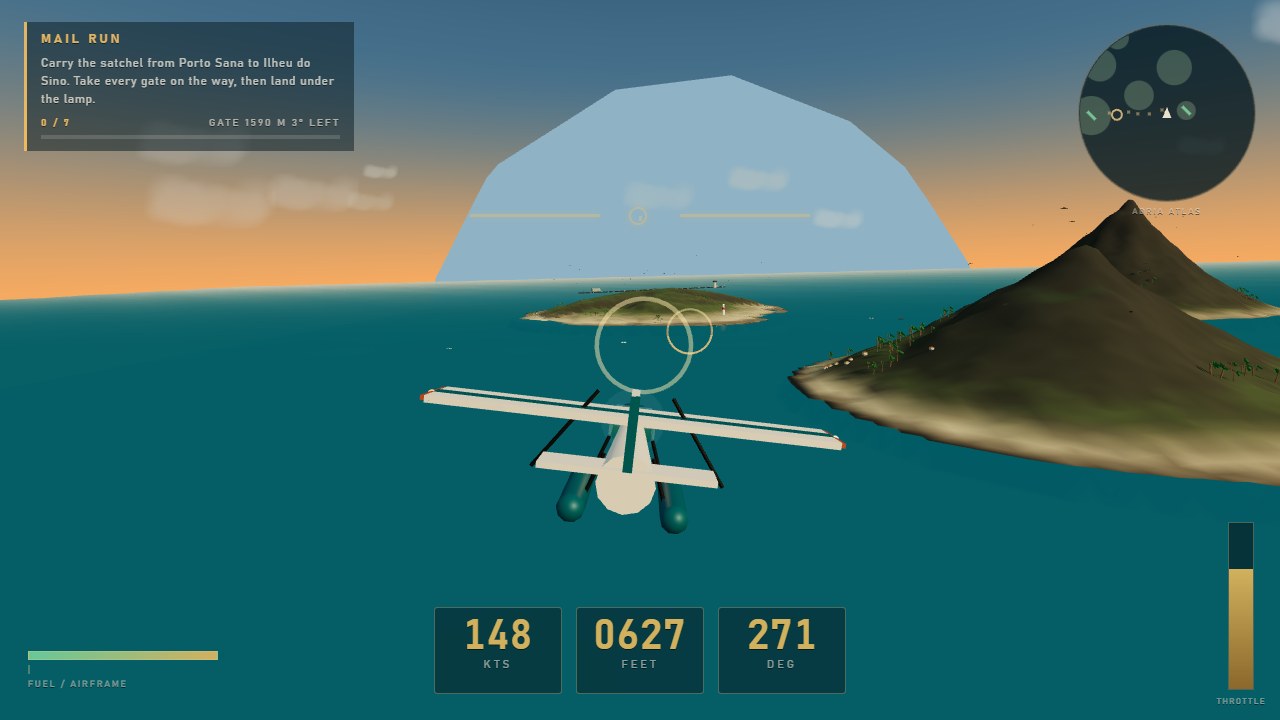 MAIL RUN
Carry the satchel from Porto Sana to Ilheu do
Sino. Take every gate on the way, then land under
the lamp.
0 / 7 GATE 1590 M 3° LEFT
ADRIA ATLAS
148 0627 271
KTS FEET DEG
FUEL / AIRFRAME
THROTTLE